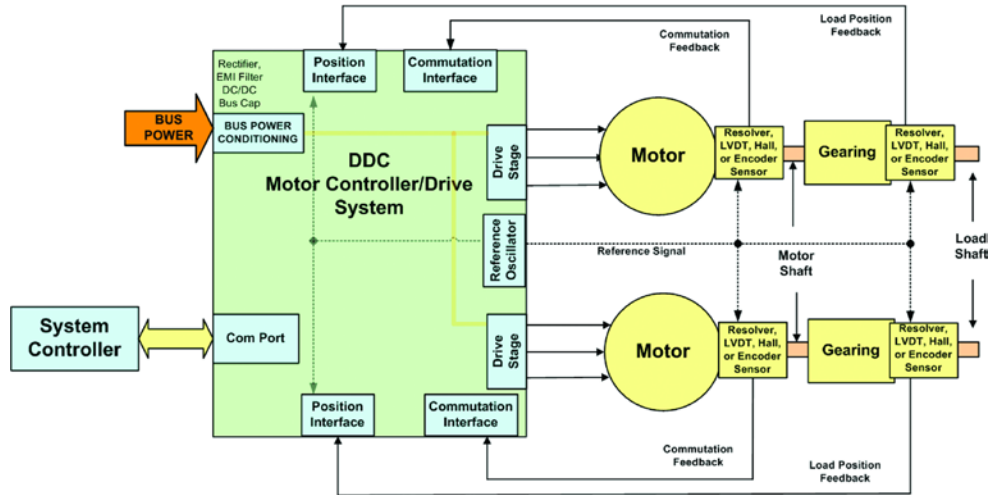 Load Position
Feedback
Commutation
Feedback
Rectifier,
EMI Filter
DC/DC
Bus Cap
Position
Interface
Commutation
Interface
BUS
POWER
BUS POWER
CONDITIONING
DDC
Motor Controller/Drive
System
Drive
Stage
Motor
Resolver,
LVDT, Hall,
or Encoder
Sensor
Gearing
Resolver,
LVDT, Hall,
or Encoder
Sensor
Reference
Oscillator
Reference Signal
Motor
Shaft
Load
Shaft
System
Controller
Com Port
Drive
Stage
Motor
Resolver,
LVDT, Hall,
or Encoder
Sensor
Gearing
Resolver,
LVDT, Hall,
or Encoder
Sensor
Position
Interface
Commutation
Interface
Commutation
Feedback
Load Position
Feedback